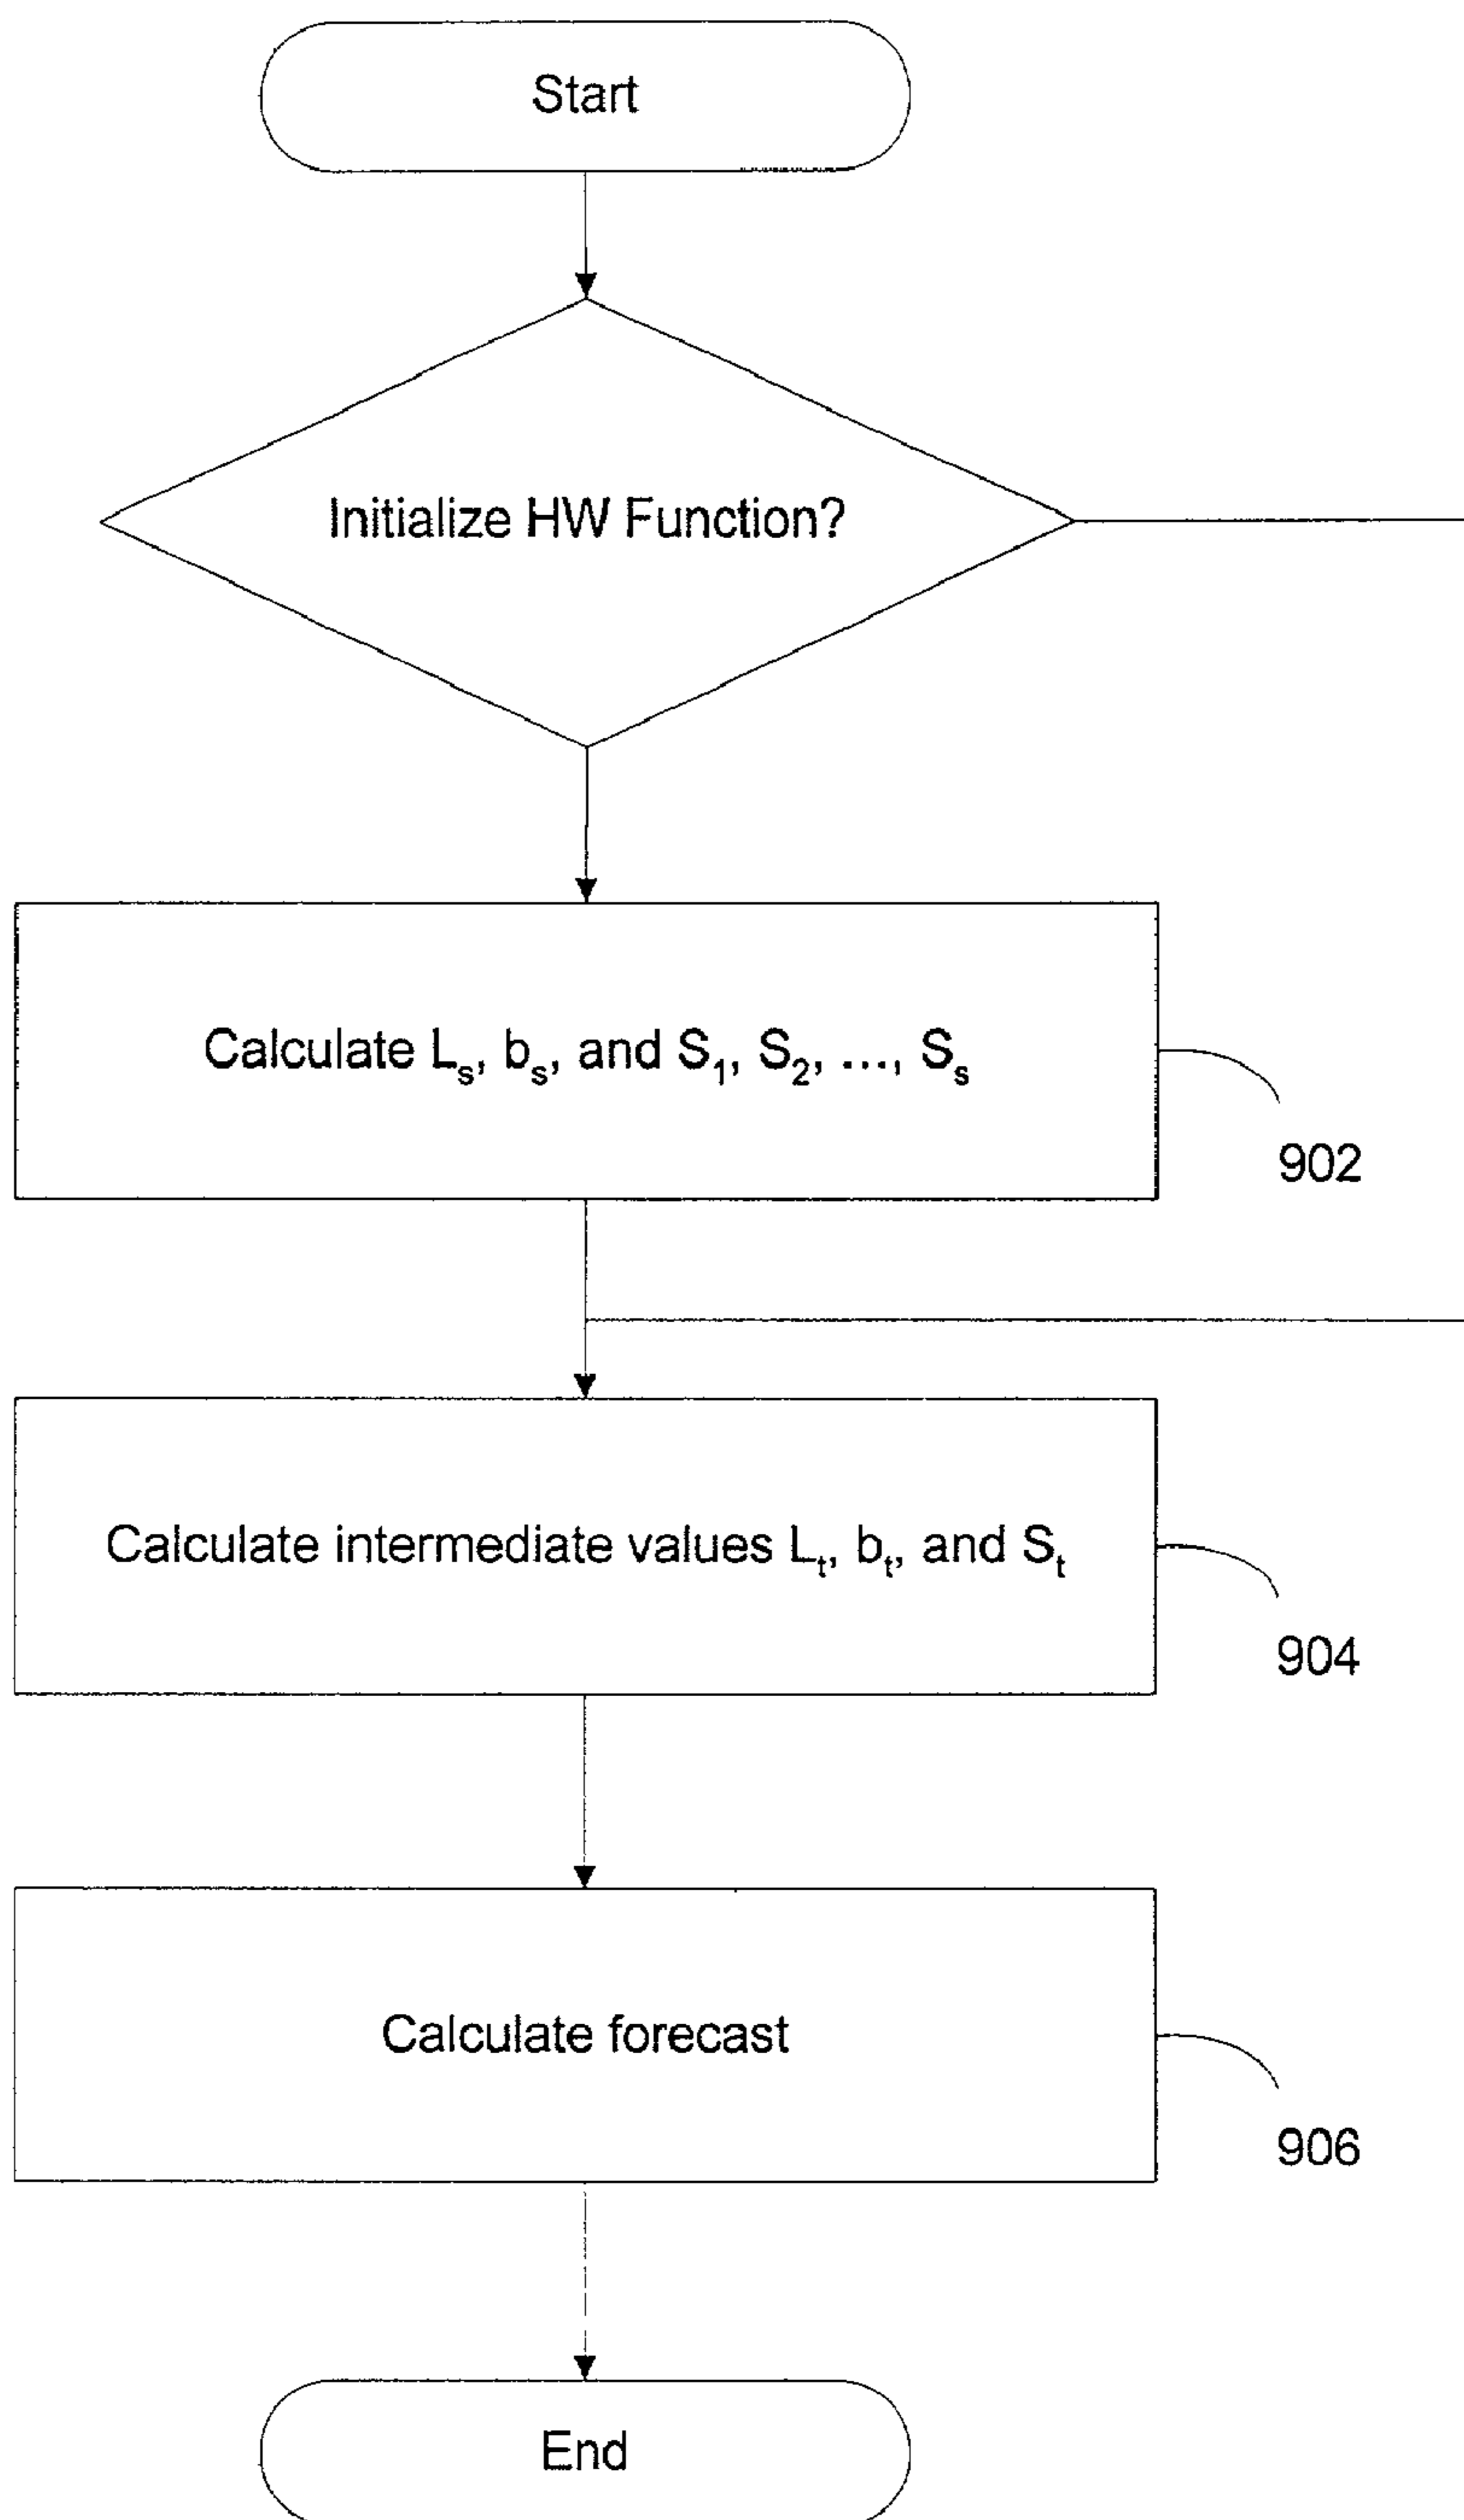 Start
Initialize HW Function?
Calculate Lₛ, bₛ, and S₁, S₂, ..., Sₛ
902
Calculate intermediate values Lₜ, bₜ, and Sₜ
904
Calculate forecast
906
End